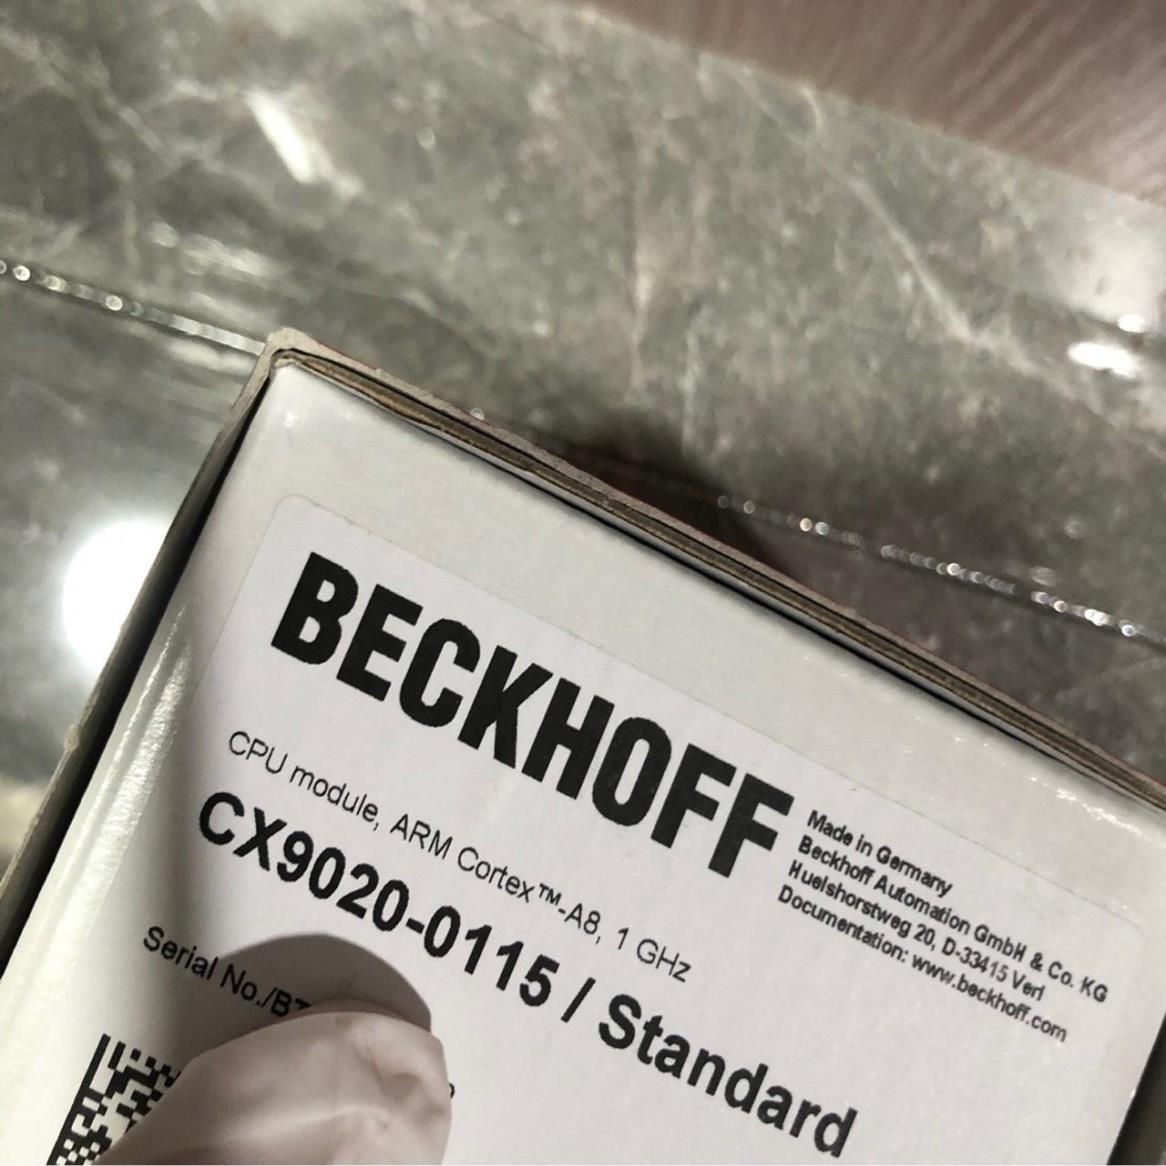 BECKHOFF
Made in Germany
Beckhoff Automation GmbH & Co. KG
Huelshorstweg 20, D-33415 Verl
Documentation: www.beckhoff.com
CPU module, ARM Cortex™-A8, 1 GHz
CX9020-0115 / Standard
Serial No./BT